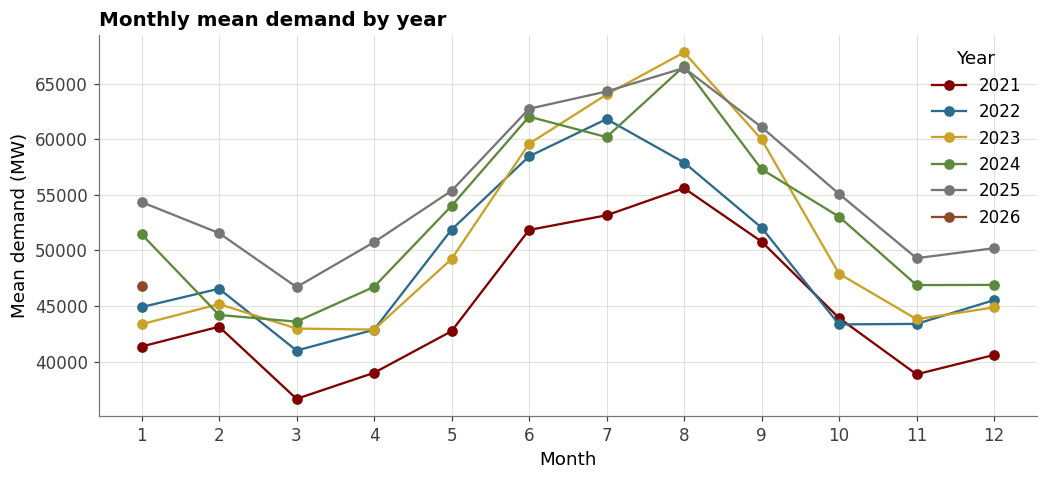 Monthly mean demand by year
Mean demand (MW)
65000
60000
55000
50000
45000
40000
1 2 3 4 5 6 7 8 9 10 11 12
Month
Year
2021
2022
2023
2024
2025
2026